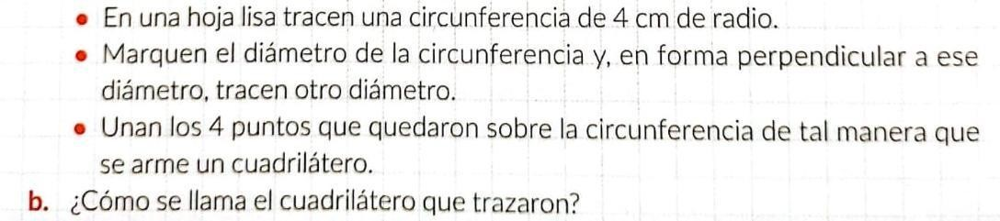 • En una hoja lisa tracen una circunferencia de 4 cm de radio.
• Marquen el diámetro de la circunferencia y, en forma perpendicular a ese
diámetro, tracen otro diámetro.
• Unan los 4 puntos que quedaron sobre la circunferencia de tal manera que
se arme un cuadrilátero.
b. ¿Cómo se llama el cuadrilátero que trazaron?